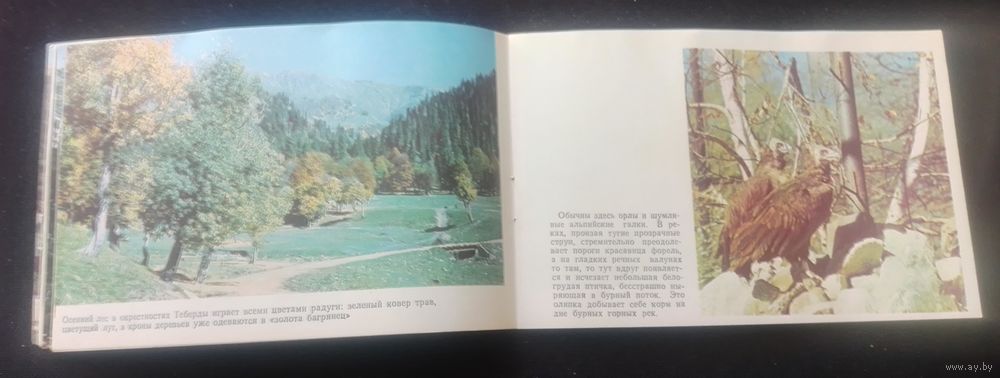 Осенний лес в окрестностях Теберды играет всеми цветами радуги: зеленый ковер трав,
цветущий луг, а кроны деревьев уже одеваются в «золота багрянец»
Обычны здесь орлы и шумли-
вые альпийские галки. В ре-
ках, пронзая тугие прозрачные
струи, стремительно преодоле-
вает пороги красавица форель,
а на гладких речных валунах
то там, то тут вдруг появляет-
ся и исчезает небольшая бело-
грудая птичка, бесстрашно ны-
ряющая в бурный поток. Это
оляпка добывает себе корм на
дне бурных горных рек.
www.ay.by